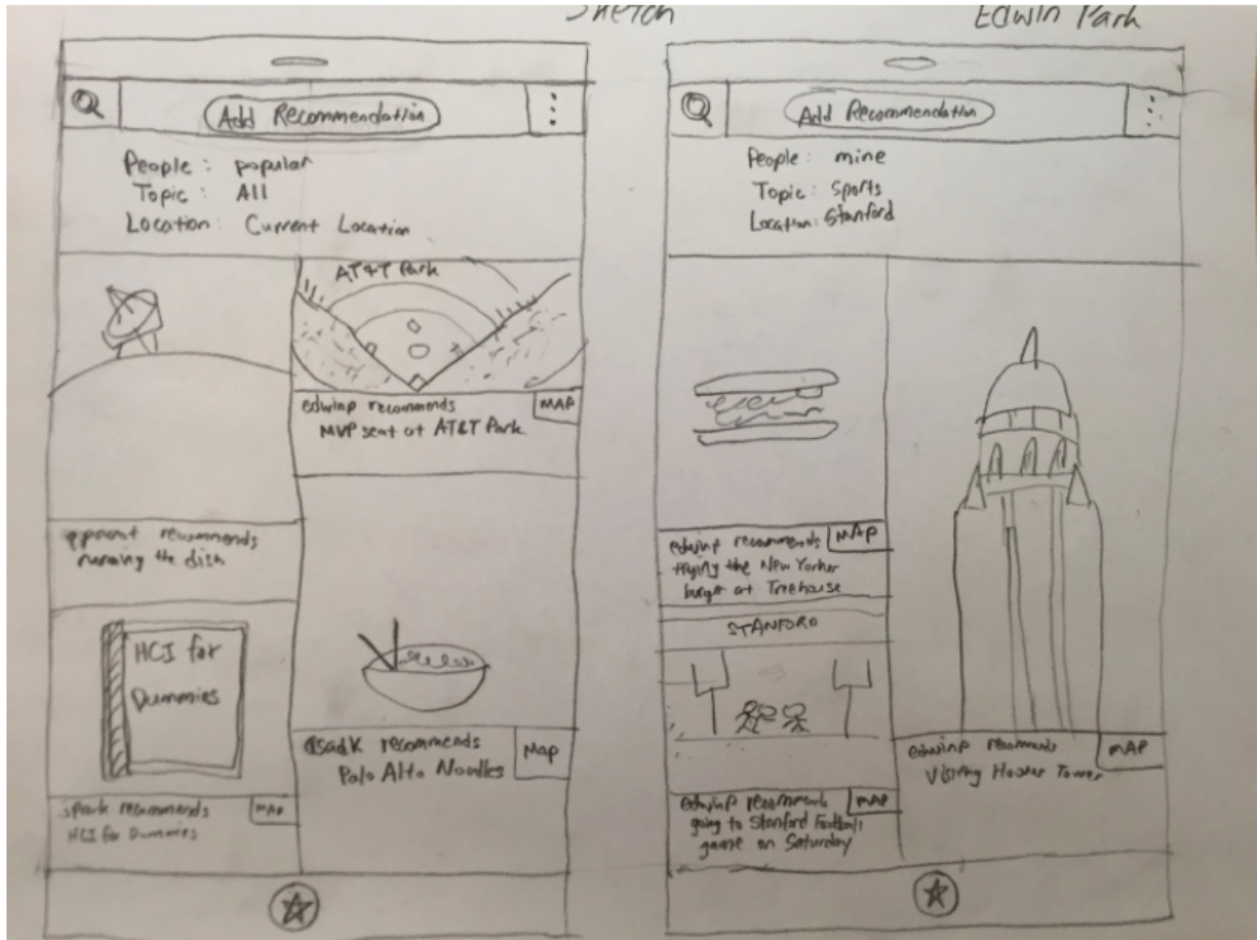 Sketch
Edwin Park
Add Recommendation
People: popular
Topic: All
Location: Current Location
AT&T Park
edwinp recommends
MVP seat at AT&T Park
MAP
recommends
running the dish
HCI for
Dummies
spark recommends
HCI for Dummies
MAP
asadk recommends
Palo Alto Noodles
Map
Add Recommendation
People: mine
Topic: Sports
Location: Stanford
edwinp recommends
trying the New Yorker
burger at Treehouse
MAP
STANFORD
edwinp recommends
going to Stanford Football
game on Saturday
MAP
edwinp recommends
Visiting Hoover Tower
MAP